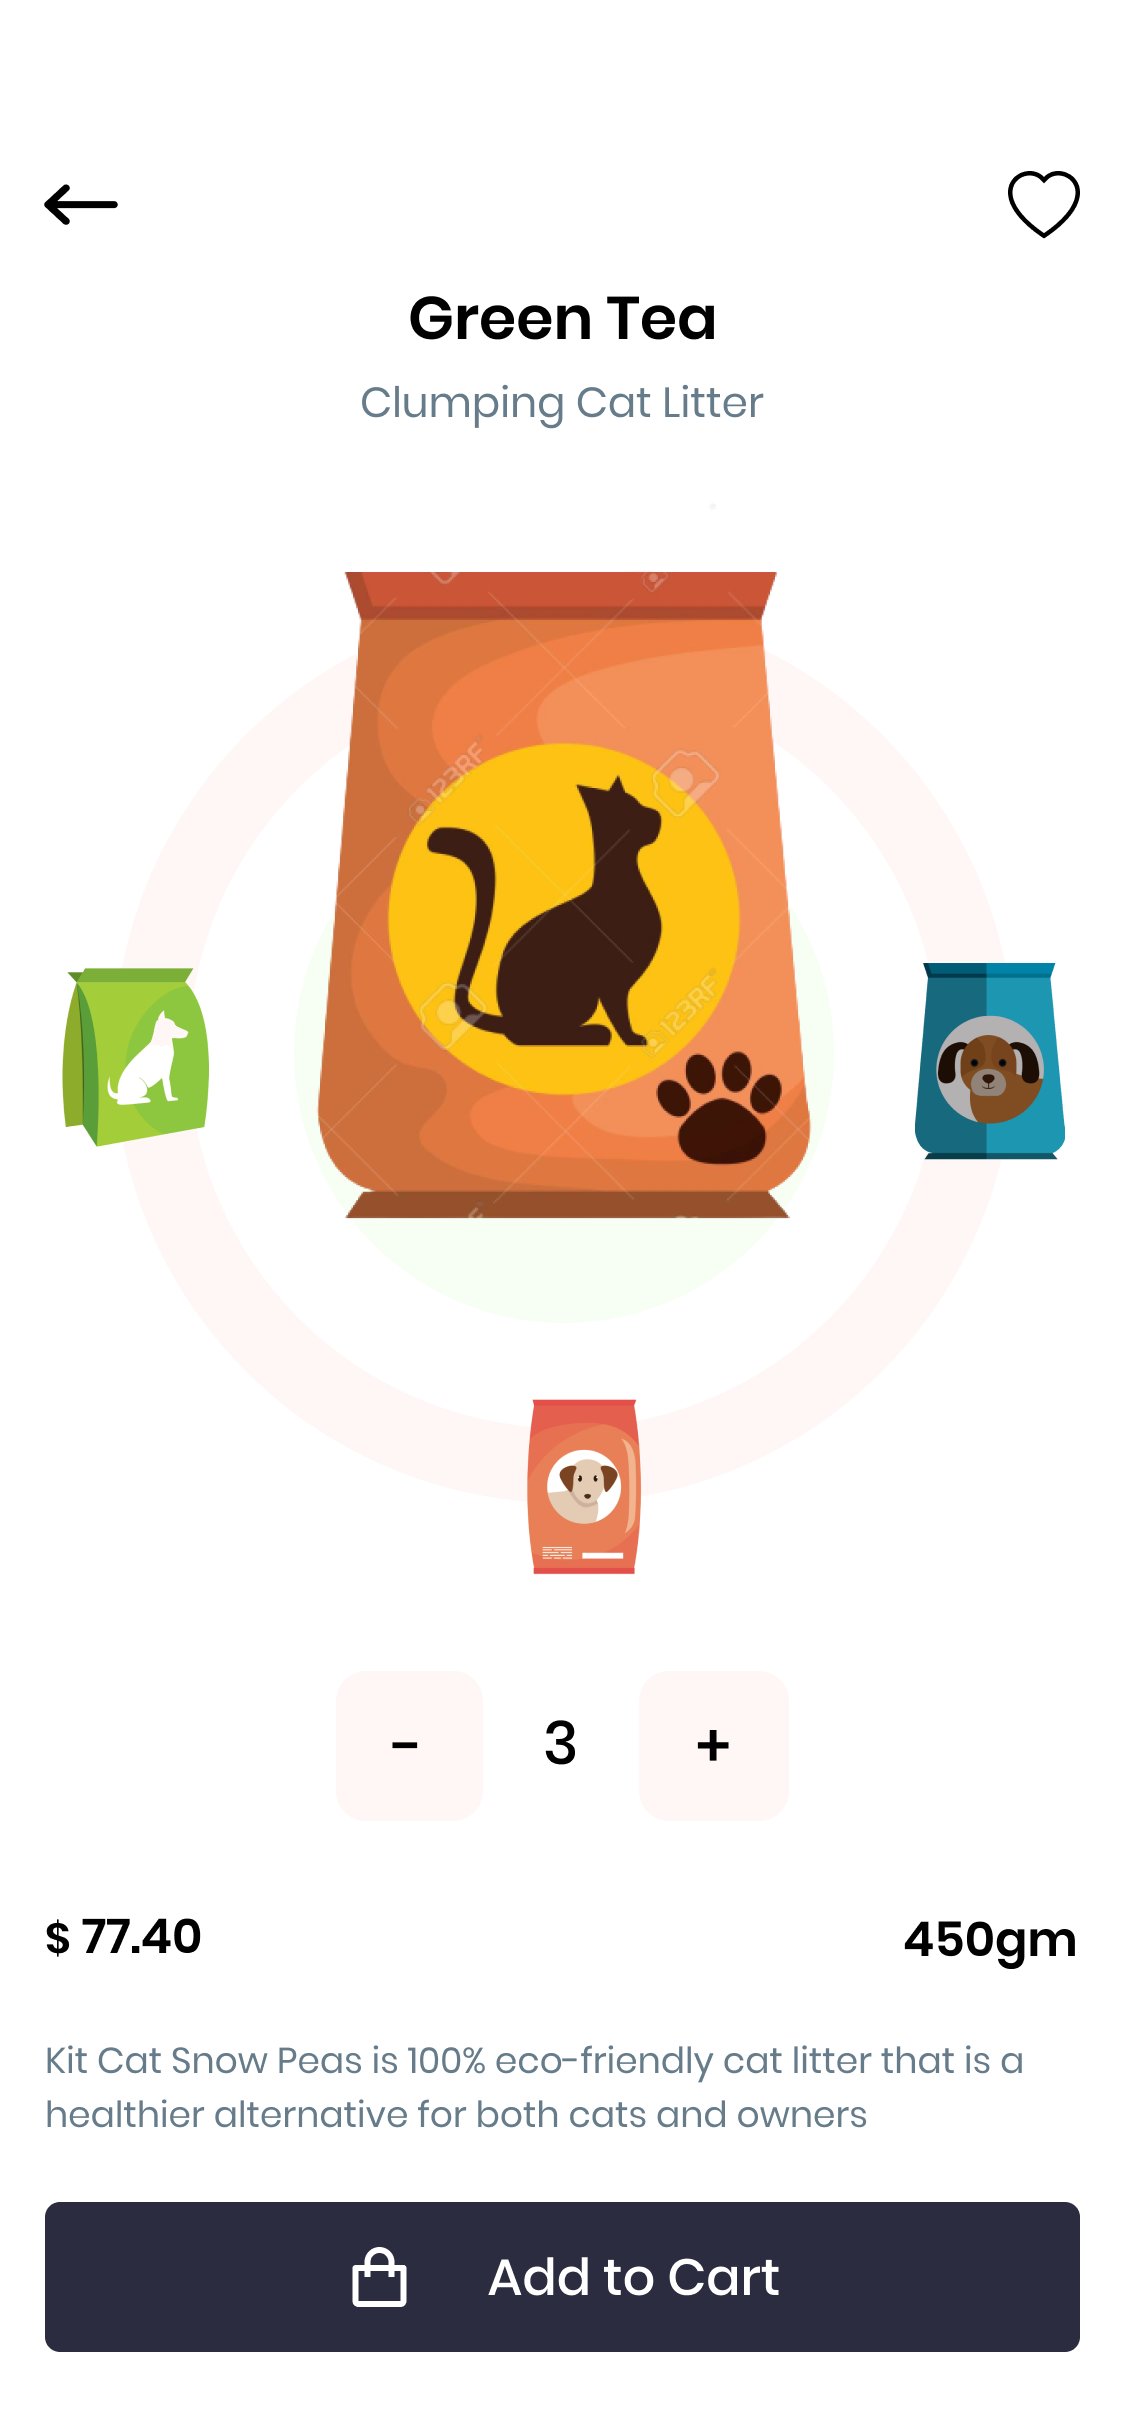 Green Tea
Clumping Cat Litter
123RF
123RF
- 3 +
$ 77.40
450gm
Kit Cat Snow Peas is 100% eco-friendly cat litter that is a
healthier alternative for both cats and owners
Add to Cart